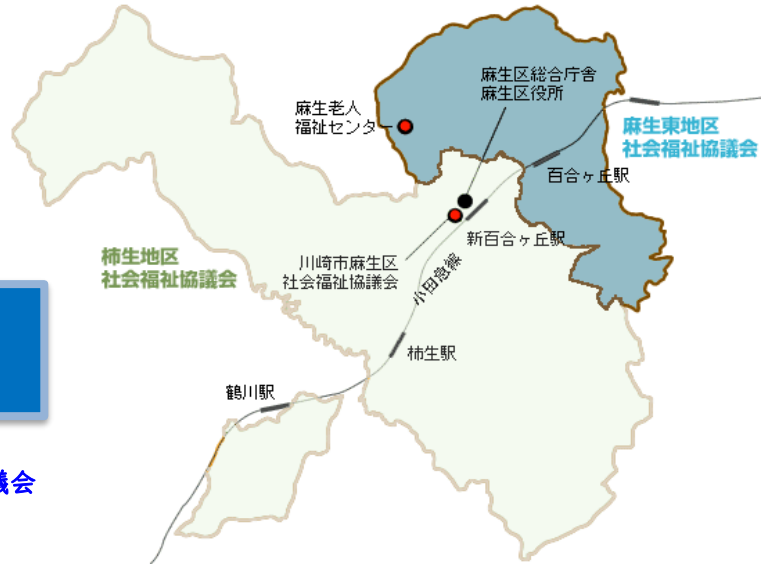 麻生区総合庁舎
麻生区役所
麻生老人
福祉センター
麻生東地区
社会福祉協議会
百合ヶ丘駅
新百合ヶ丘駅
柿生地区
社会福祉協議会
川崎市麻生区
社会福祉協議会
小田急線
柿生駅
鶴川駅
議会